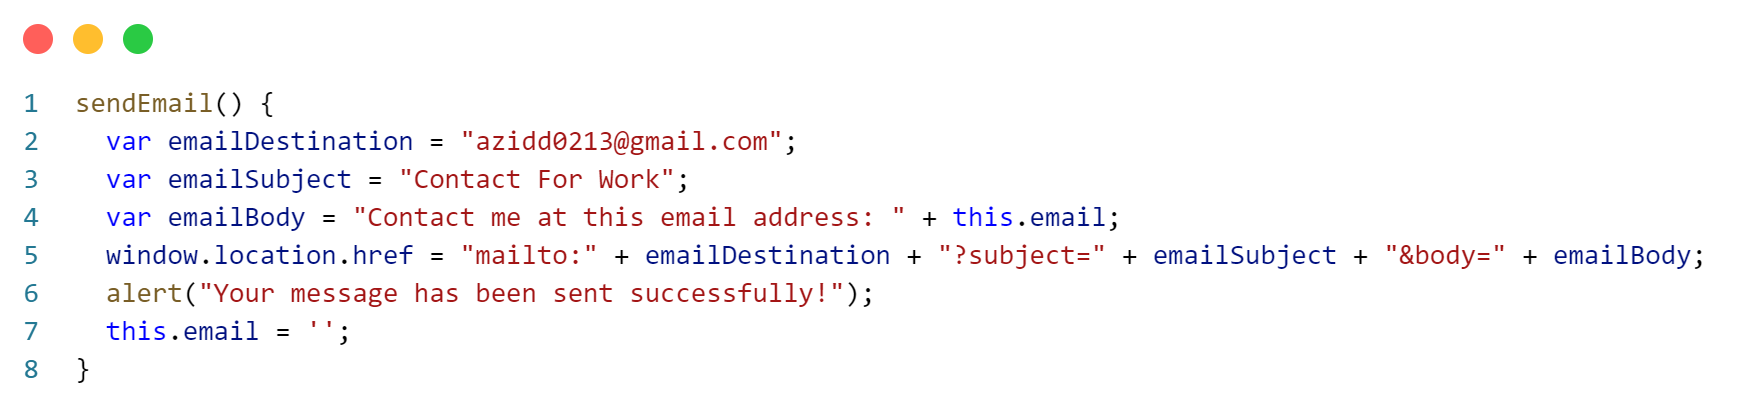 1 sendEmail() {
2 var emailDestination = "azidd0213@gmail.com";
3 var emailSubject = "Contact For Work";
4 var emailBody = "Contact me at this email address: " + this.email;
5 window.location.href = "mailto:" + emailDestination + "?subject=" + emailSubject + "&body=" + emailBody;
6 alert("Your message has been sent successfully!");
7 this.email = '';
8 }